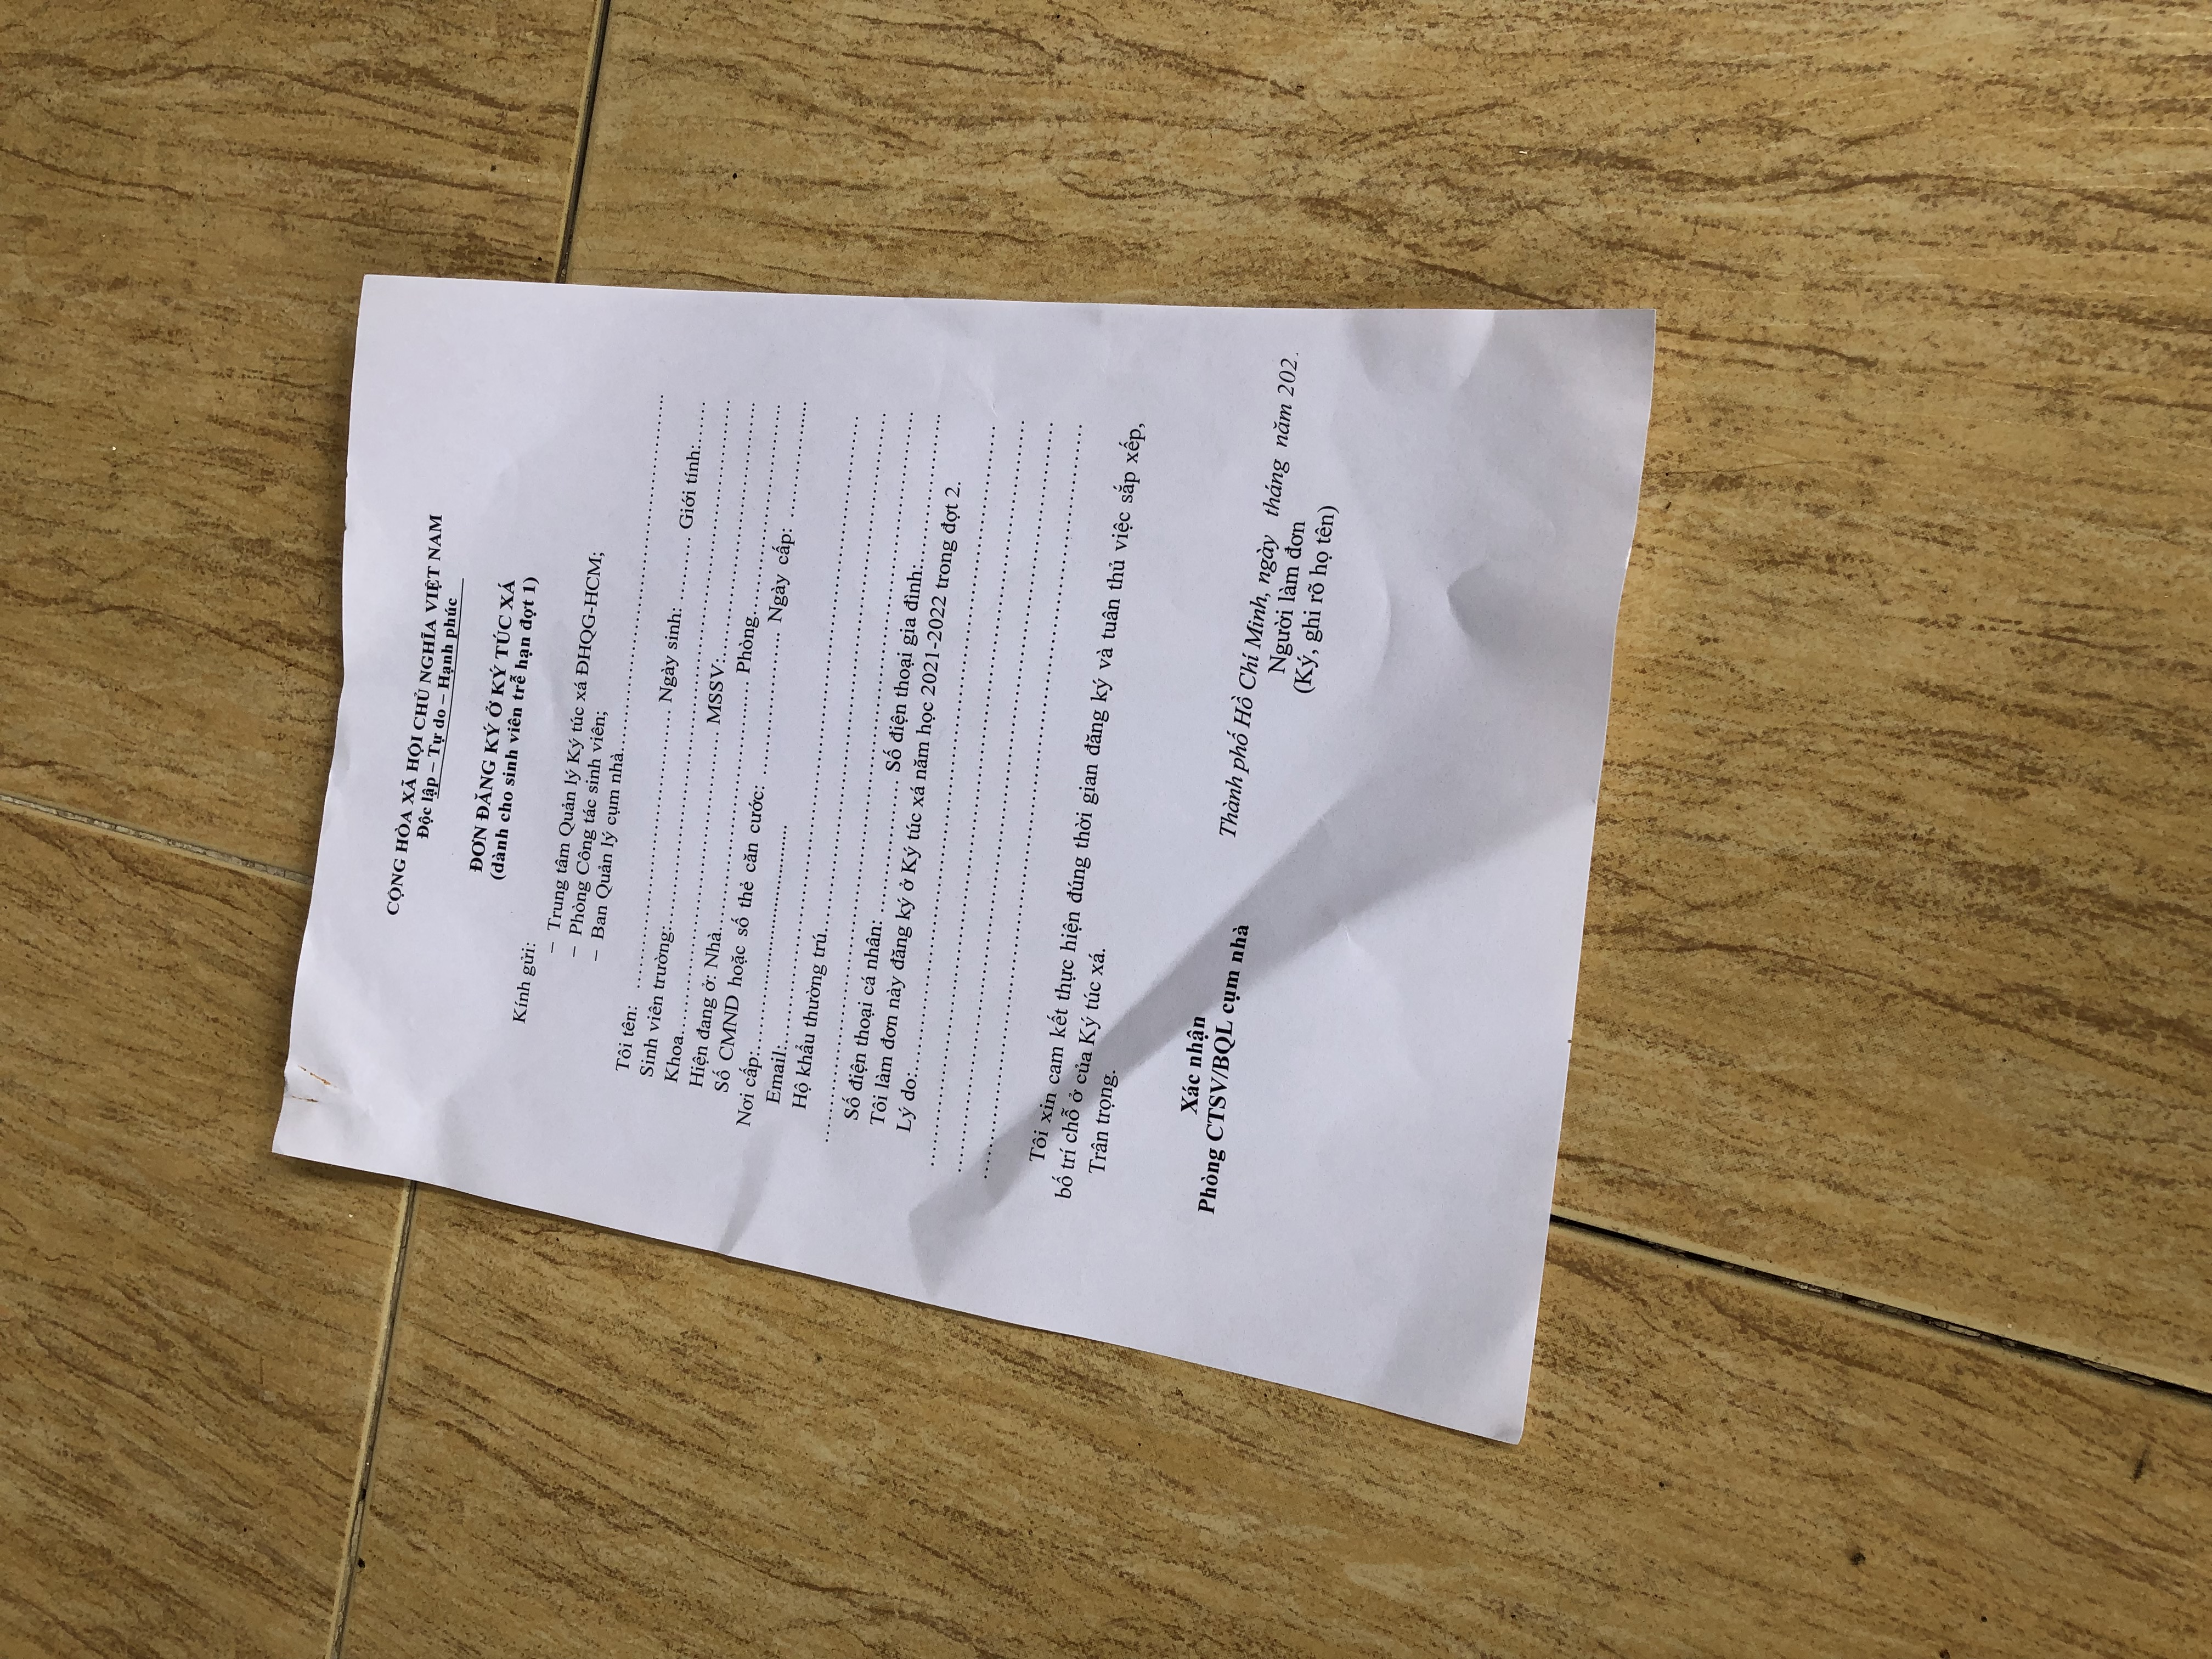 CỘNG HÒA XÃ HỘI CHỦ NGHĨA VIỆT NAM
Độc lập – Tự do – Hạnh phúc
ĐƠN ĐĂNG KÝ Ở KÝ TÚC XÁ
(dành cho sinh viên trễ hạn đợt 1)
Kính gửi:
– Trung tâm Quản lý Ký túc xá ĐHQG-HCM;
– Phòng Công tác sinh viên;
– Ban Quản lý cụm nhà..........................................................
Tôi tên: .............................................. Ngày sinh: .......... Giới tính:........
Sinh viên trường:........................................................................................
Khoa.................................................. MSSV:..........................................
Hiện đang ở: Nhà.......................................... Phòng...................................
Số CMND hoặc số thẻ căn cước: ........................ Ngày cấp: ....................
Nơi cấp:........................................
Email:..........................................................................................................
Hộ khẩu thường trú.....................................................................................
......................................................................................................................
Số điện thoại cá nhân: ...................... Số điện thoại gia đình:.........................
Tôi làm đơn này đăng ký ở Ký túc xá năm học 2021-2022 trong đợt 2.
Lý do:..........................................................................................................
......................................................................................................................
......................................................................................................................
......................................................................................................................
Tôi xin cam kết thực hiện đúng thời gian đăng ký và tuân thủ việc sắp xếp,
bố trí chỗ ở của Ký túc xá.
Trân trọng.
Thành phố Hồ Chí Minh, ngày tháng năm 202.
Xác nhận
Phòng CTSV/BQL cụm nhà
Người làm đơn
(Ký, ghi rõ họ tên)